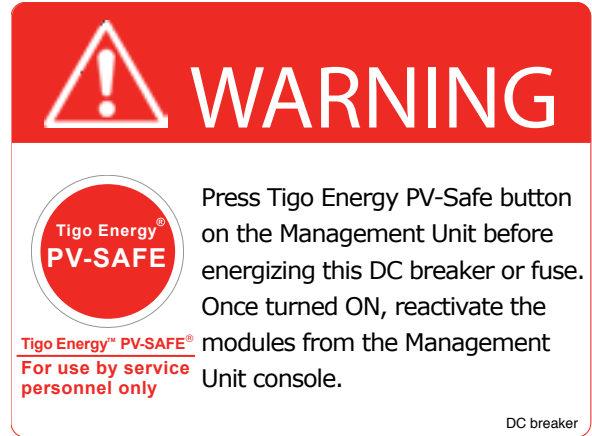 WARNING
Tigo Energy®
PV-SAFE
Tigo Energy™ PV-SAFE®
For use by service
personnel only
Press Tigo Energy PV-Safe button
on the Management Unit before
energizing this DC breaker or fuse.
Once turned ON, reactivate the
modules from the Management
Unit console.
DC breaker